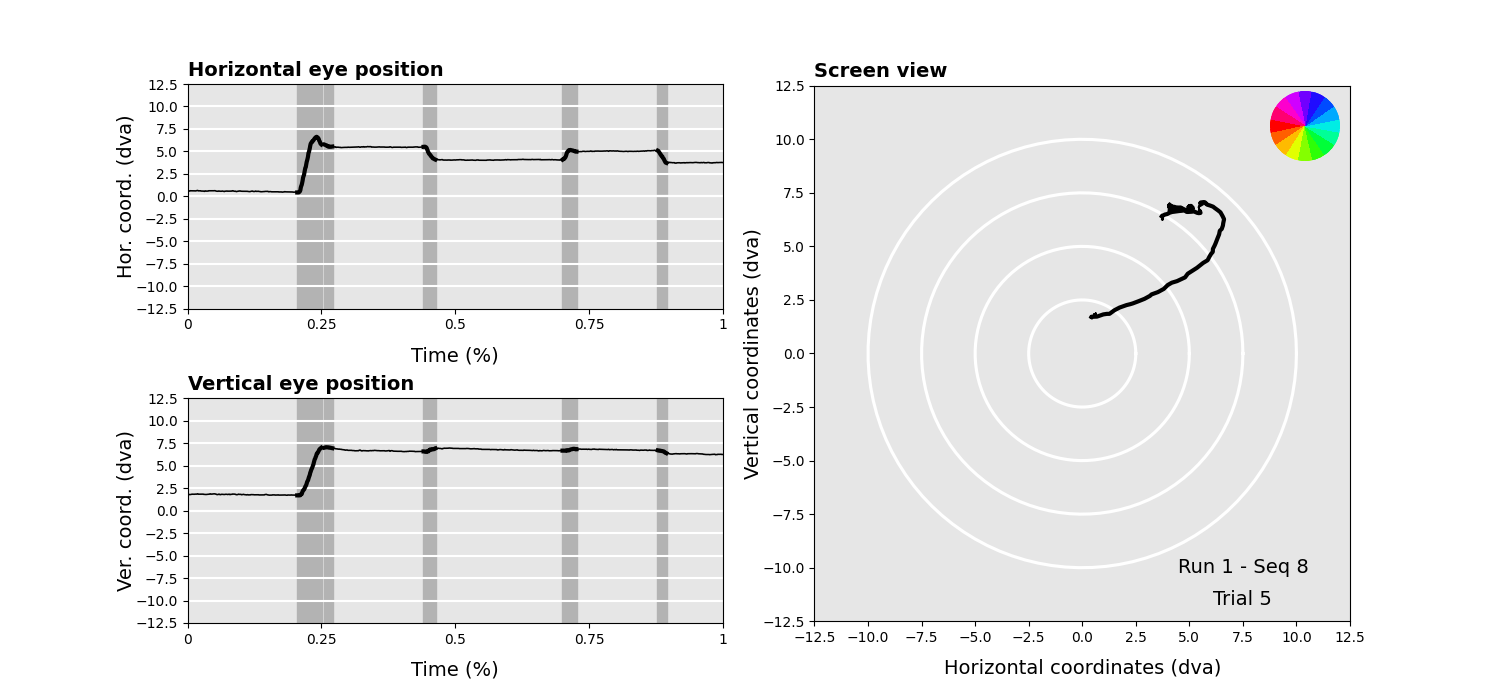 Horizontal eye position
12.5
10.0
7.5
5.0
2.5
0.0
−2.5
−5.0
−7.5
−10.0
−12.5
Hor. coord. (dva)
0 0.25 0.5 0.75 1
Time (%)
Vertical eye position
12.5
10.0
7.5
5.0
2.5
0.0
−2.5
−5.0
−7.5
−10.0
−12.5
Ver. coord. (dva)
0 0.25 0.5 0.75 1
Time (%)
Screen view
12.5
10.0
7.5
5.0
2.5
0.0
−2.5
−5.0
−7.5
−10.0
−12.5
Vertical coordinates (dva)
Run 1 - Seq 8
Trial 5
−12.5 −10.0 −7.5 −5.0 −2.5 0.0 2.5 5.0 7.5 10.0 12.5
Horizontal coordinates (dva)